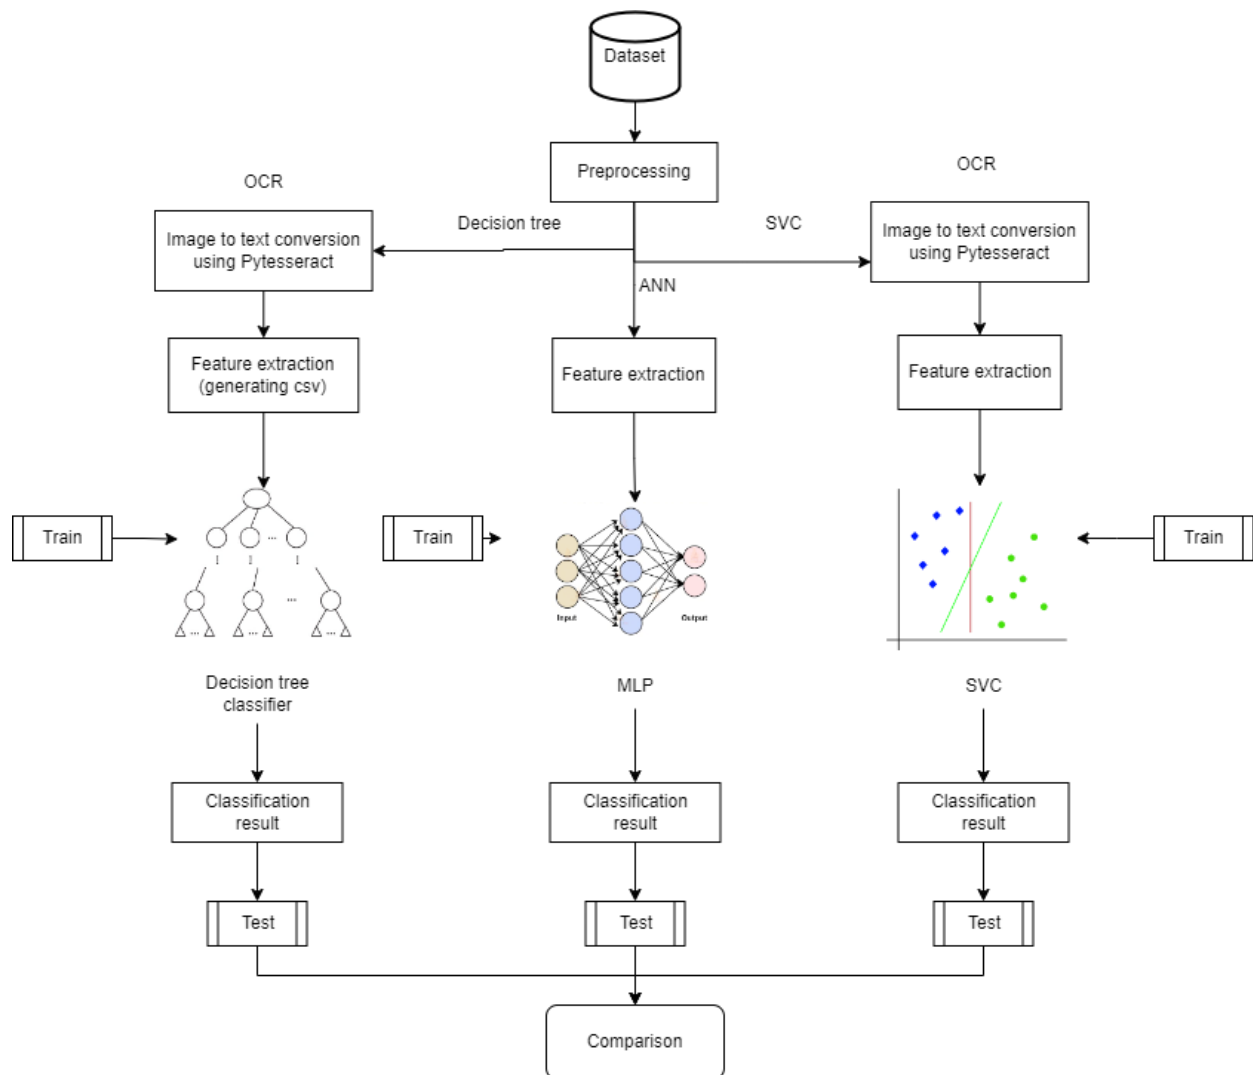 Dataset
Preprocessing
OCR
OCR
Decision tree
SVC
Image to text conversion
using Pytesseract
Image to text conversion
using Pytesseract
ANN
Feature extraction
(generating csv)
Feature extraction
Feature extraction
Train
Train
Train
...
...
... ... ...
Input
Output
Decision tree
classifier
MLP
SVC
Classification
result
Classification
result
Classification
result
Test
Test
Test
Comparison